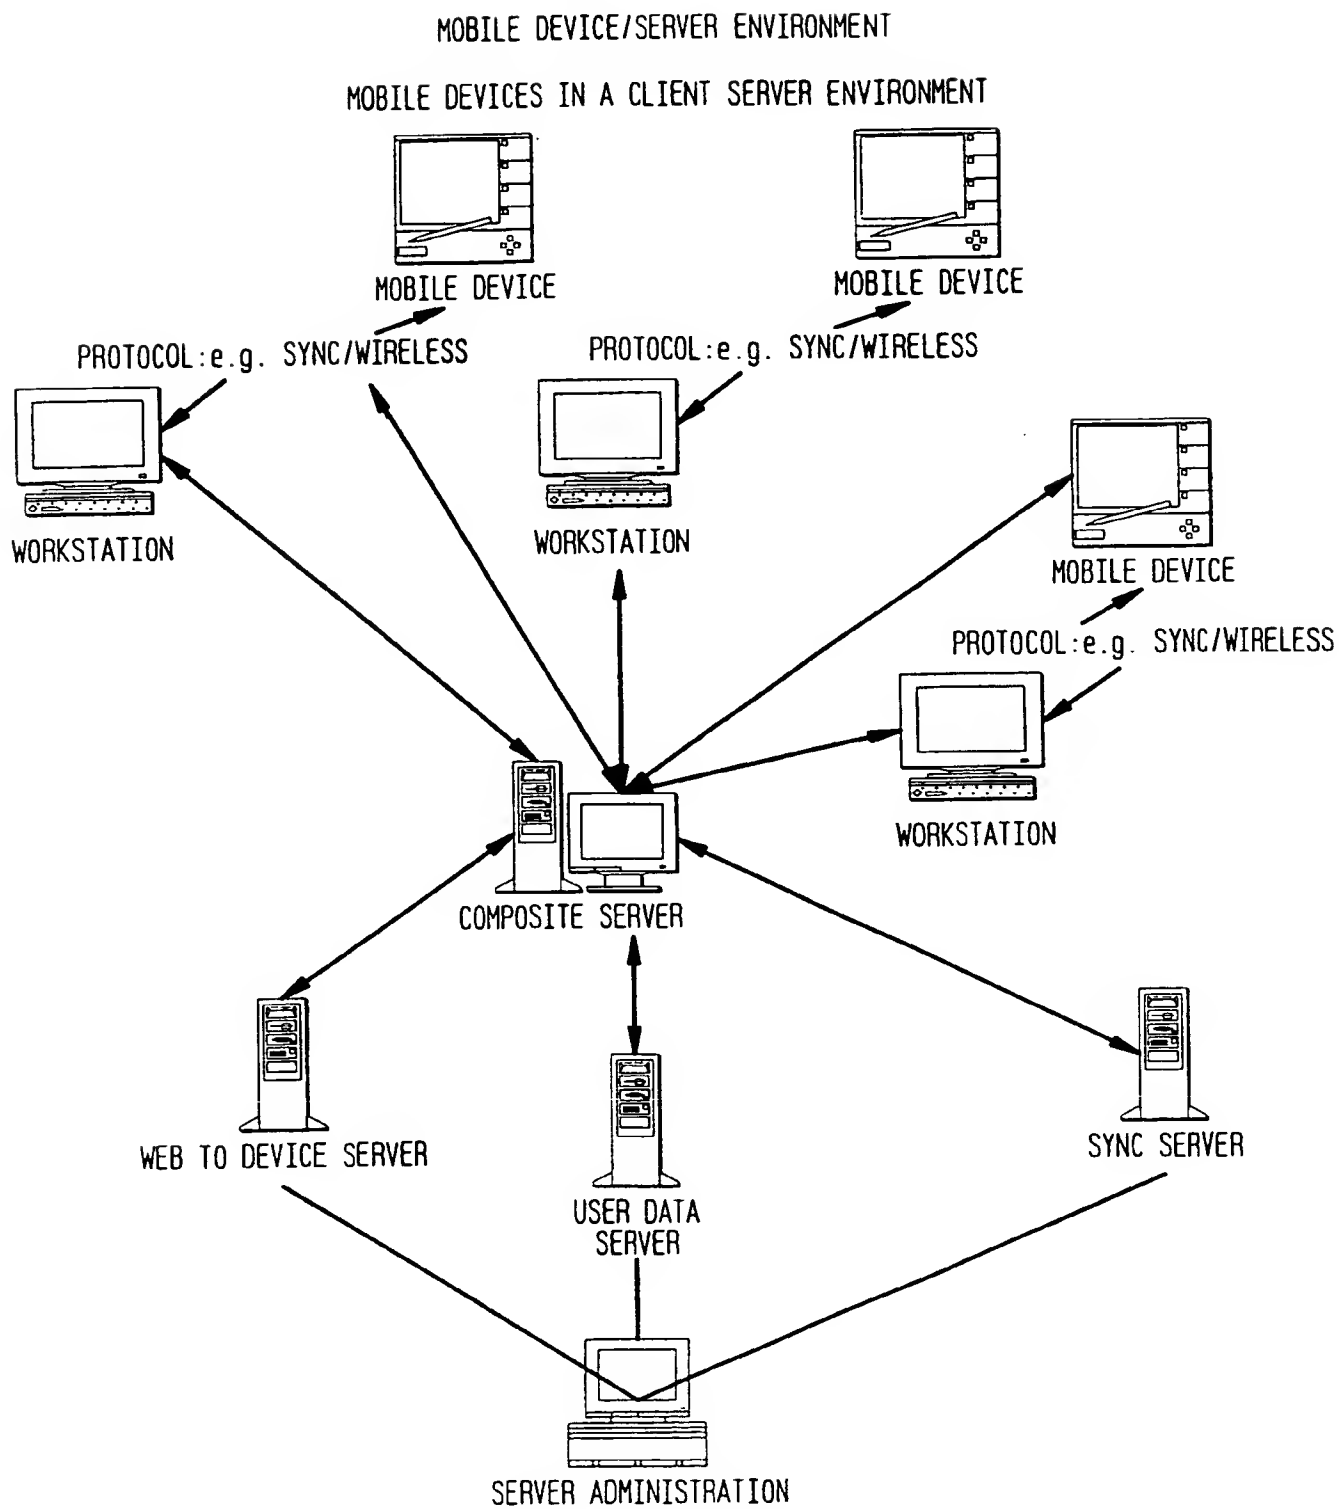 MOBILE DEVICE/SERVER ENVIRONMENT
MOBILE DEVICES IN A CLIENT SERVER ENVIRONMENT
MOBILE DEVICE
MOBILE DEVICE
PROTOCOL:e.g. SYNC/WIRELESS
PROTOCOL:e.g. SYNC/WIRELESS
WORKSTATION
WORKSTATION
MOBILE DEVICE
PROTOCOL:e.g. SYNC/WIRELESS
WORKSTATION
COMPOSITE SERVER
WEB TO DEVICE SERVER
USER DATA
SERVER
SYNC SERVER
SERVER ADMINISTRATION